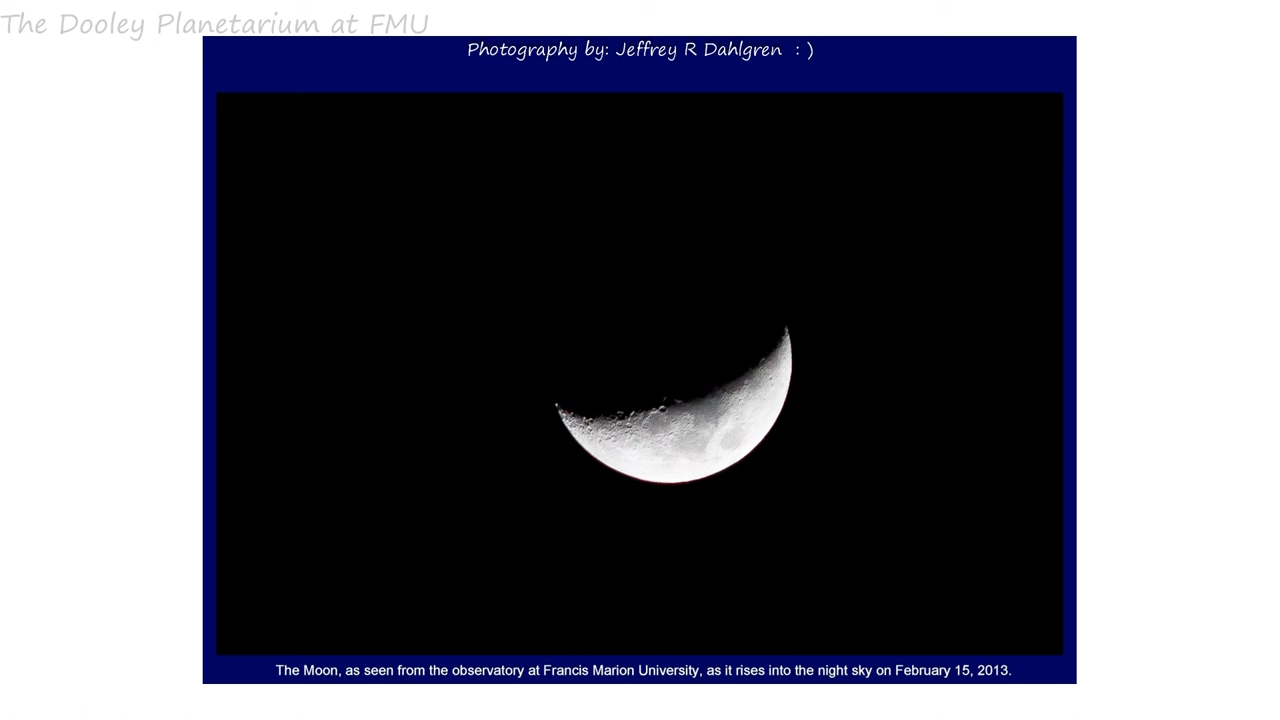 The Dooley Planetarium at FMU
Photography by: Jeffrey R Dahlgren : )
The Moon, as seen from the observatory at Francis Marion University, as it rises into the night sky on February 15, 2013.